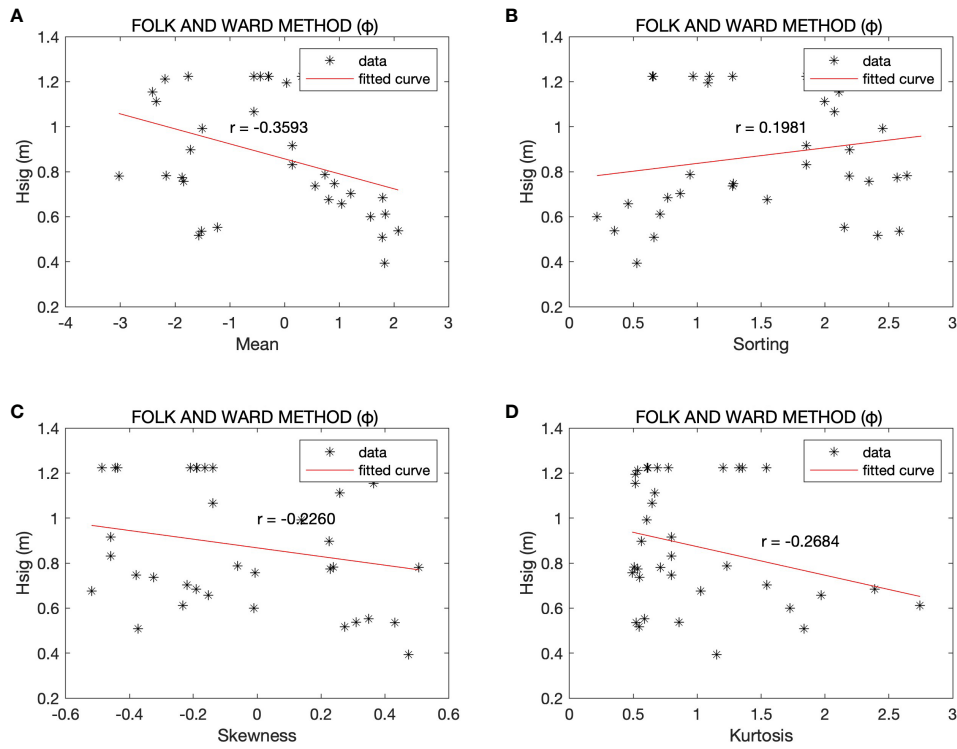 A
FOLK AND WARD METHOD (ϕ)
1.4
1.2
1
0.8
0.6
0.4
0.2
Hsig (m)
data
fitted curve
r = -0.3593
-4
-3
-2
-1
0
1
2
3
Mean
B
FOLK AND WARD METHOD (ϕ)
1.4
1.2
1
0.8
0.6
0.4
0.2
Hsig (m)
data
fitted curve
r = 0.1981
0
0.5
1
1.5
2
2.5
3
Sorting
C
FOLK AND WARD METHOD (ϕ)
1.4
1.2
1
0.8
0.6
0.4
0.2
Hsig (m)
data
fitted curve
r = -0.2260
-0.6
-0.4
-0.2
0
0.2
0.4
0.6
Skewness
D
FOLK AND WARD METHOD (ϕ)
1.4
1.2
1
0.8
0.6
0.4
0.2
Hsig (m)
data
fitted curve
r = -0.2684
0
0.5
1
1.5
2
2.5
3
Kurtosis